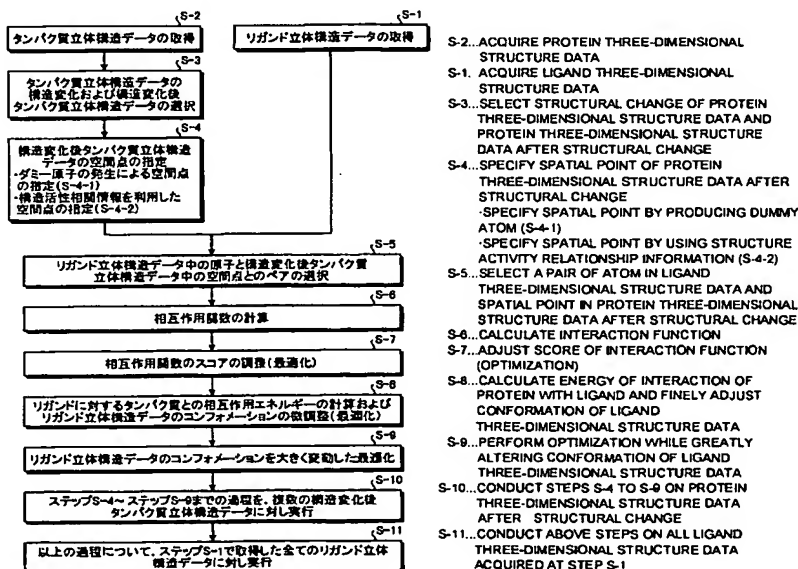 S-2
タンパク質立体構造データの取得
S-1
リガンド立体構造データの取得
S-3
タンパク質立体構造データの
構造変化および構造変化後
タンパク質立体構造データの選択
S-4
構造変化後タンパク質立体構造
データの空間点の指定
・ダミー原子の発生による空間点
の指定(S-4-1)
・構造活性相関情報を利用した
空間点の指定(S-4-2)
S-5
リガンド立体構造データ中の原子と構造変化後タンパク質
立体構造データ中の空間点とのペアの選択
S-6
相互作用関数の計算
S-7
相互作用関数のスコアの調整(最適化)
S-8
リガンドに対するタンパク質との相互作用エネルギーの計算および
リガンド立体構造データのコンフォメーションの微調整(最適化)
S-9
リガンド立体構造データのコンフォメーションを大きく変動した最適化
S-10
ステップS-4～ステップS-9までの過程を、複数の構造変化後
タンパク質立体構造データに対し実行
S-11
以上の過程について、ステップS-1で取得した全てのリガンド立体
構造データに対し実行
S-2...ACQUIRE PROTEIN THREE-DIMENSIONAL
STRUCTURE DATA
S-1. ACQUIRE LIGAND THREE-DIMENSIONAL
STRUCTURE DATA
S-3...SELECT STRUCTURAL CHANGE OF PROTEIN
THREE-DIMENSIONAL STRUCTURE DATA AND
PROTEIN THREE-DIMENSIONAL STRUCTURE
DATA AFTER STRUCTURAL CHANGE
S-4...SPECIFY SPATIAL POINT OF PROTEIN
THREE-DIMENSIONAL STRUCTURE DATA AFTER
STRUCTURAL CHANGE
·SPECIFY SPATIAL POINT BY PRODUCING DUMMY
ATOM (S-4-1)
·SPECIFY SPATIAL POINT BY USING STRUCTURE
ACTIVITY RELATIONSHIP INFORMATION (S-4-2)
S-5...SELECT A PAIR OF ATOM IN LIGAND
THREE-DIMENSIONAL STRUCTURE DATA AND
SPATIAL POINT IN PROTEIN THREE-DIMENSIONAL
STRUCTURE DATA AFTER STRUCTURAL CHANGE
S-6...CALCULATE INTERACTION FUNCTION
S-7...ADJUST SCORE OF INTERACTION FUNCTION
(OPTIMIZATION)
S-8...CALCULATE ENERGY OF INTERACTION OF
PROTEIN WITH LIGAND AND FINELY ADJUST
CONFORMATION OF LIGAND
THREE-DIMENSIONAL STRUCTURE DATA
S-9...PERFORM OPTIMIZATION WHILE GREATLY
ALTERING CONFORMATION OF LIGAND
THREE-DIMENSIONAL STRUCTURE DATA
S-10...CONDUCT STEPS S-4 TO S-9 ON PROTEIN
THREE-DIMENSIONAL STRUCTURE DATA
AFTER STRUCTURAL CHANGE
S-11...CONDUCT ABOVE STEPS ON ALL LIGAND
THREE-DIMENSIONAL STRUCTURE DATA
ACQUIRED AT STEP S-1